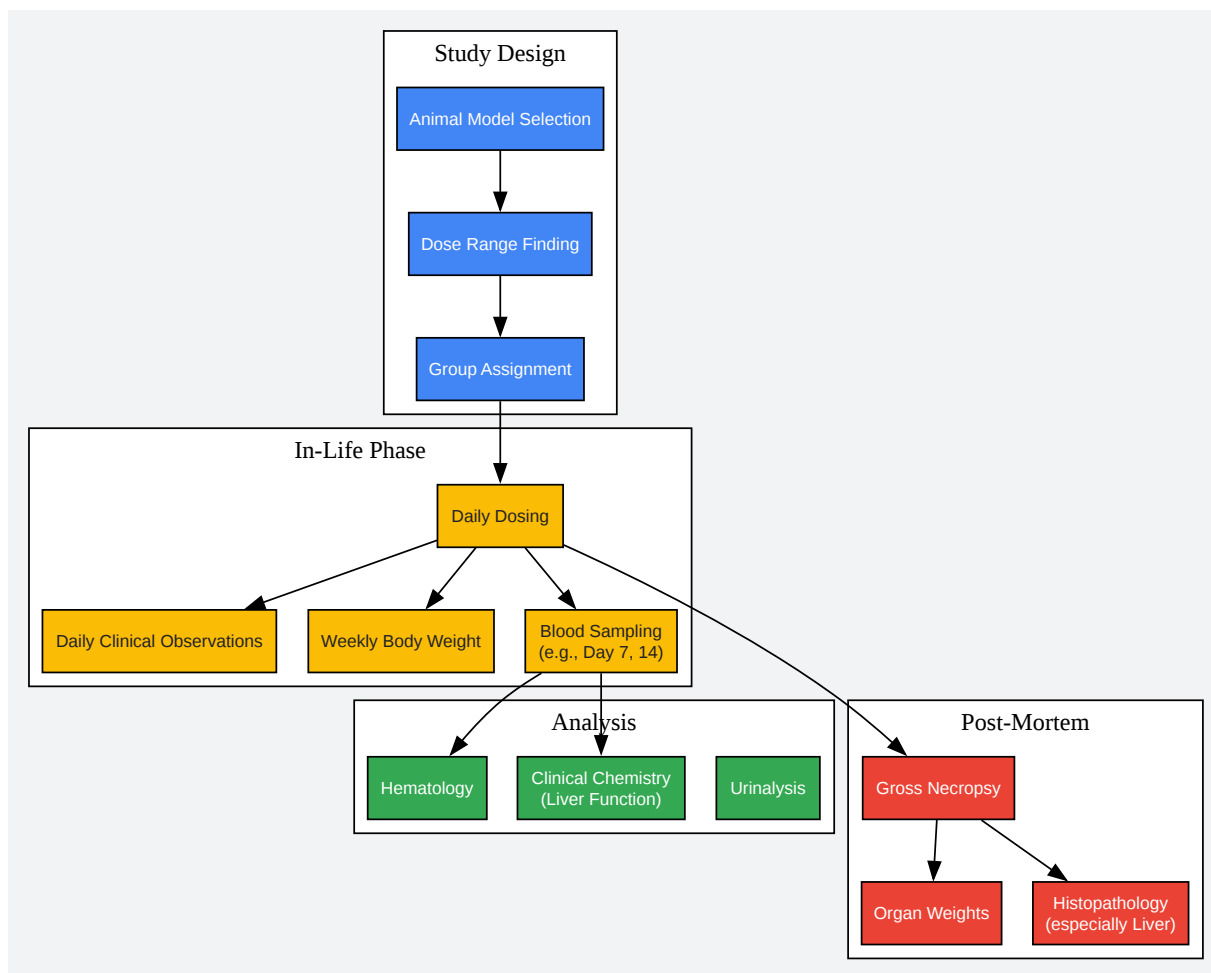 Study Design
Animal Model Selection
Dose Range Finding
Group Assignment
In-Life Phase
Daily Dosing
Daily Clinical Observations
Weekly Body Weight
Blood Sampling
(e.g., Day 7, 14)
Analysis
Hematology
Clinical Chemistry
(Liver Function)
Urinalysis
Post-Mortem
Gross Necropsy
Organ Weights
Histopathology
(especially Liver)